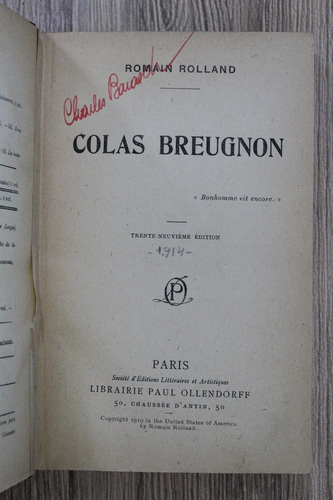 ROMAIN ROLLAND
Charles
COLAS BREUGNON
« Bonhomme vit encore. »
TRENTE-NEUVIÈME ÉDITION
-1914-
PARIS
Société d'Éditions Littéraires et Artistiques
LIBRAIRIE PAUL OLLENDORFF
50, CHAUSSÉE D'ANTIN, 50
Copyright 1919 in the United States of America
by Romain Rolland.